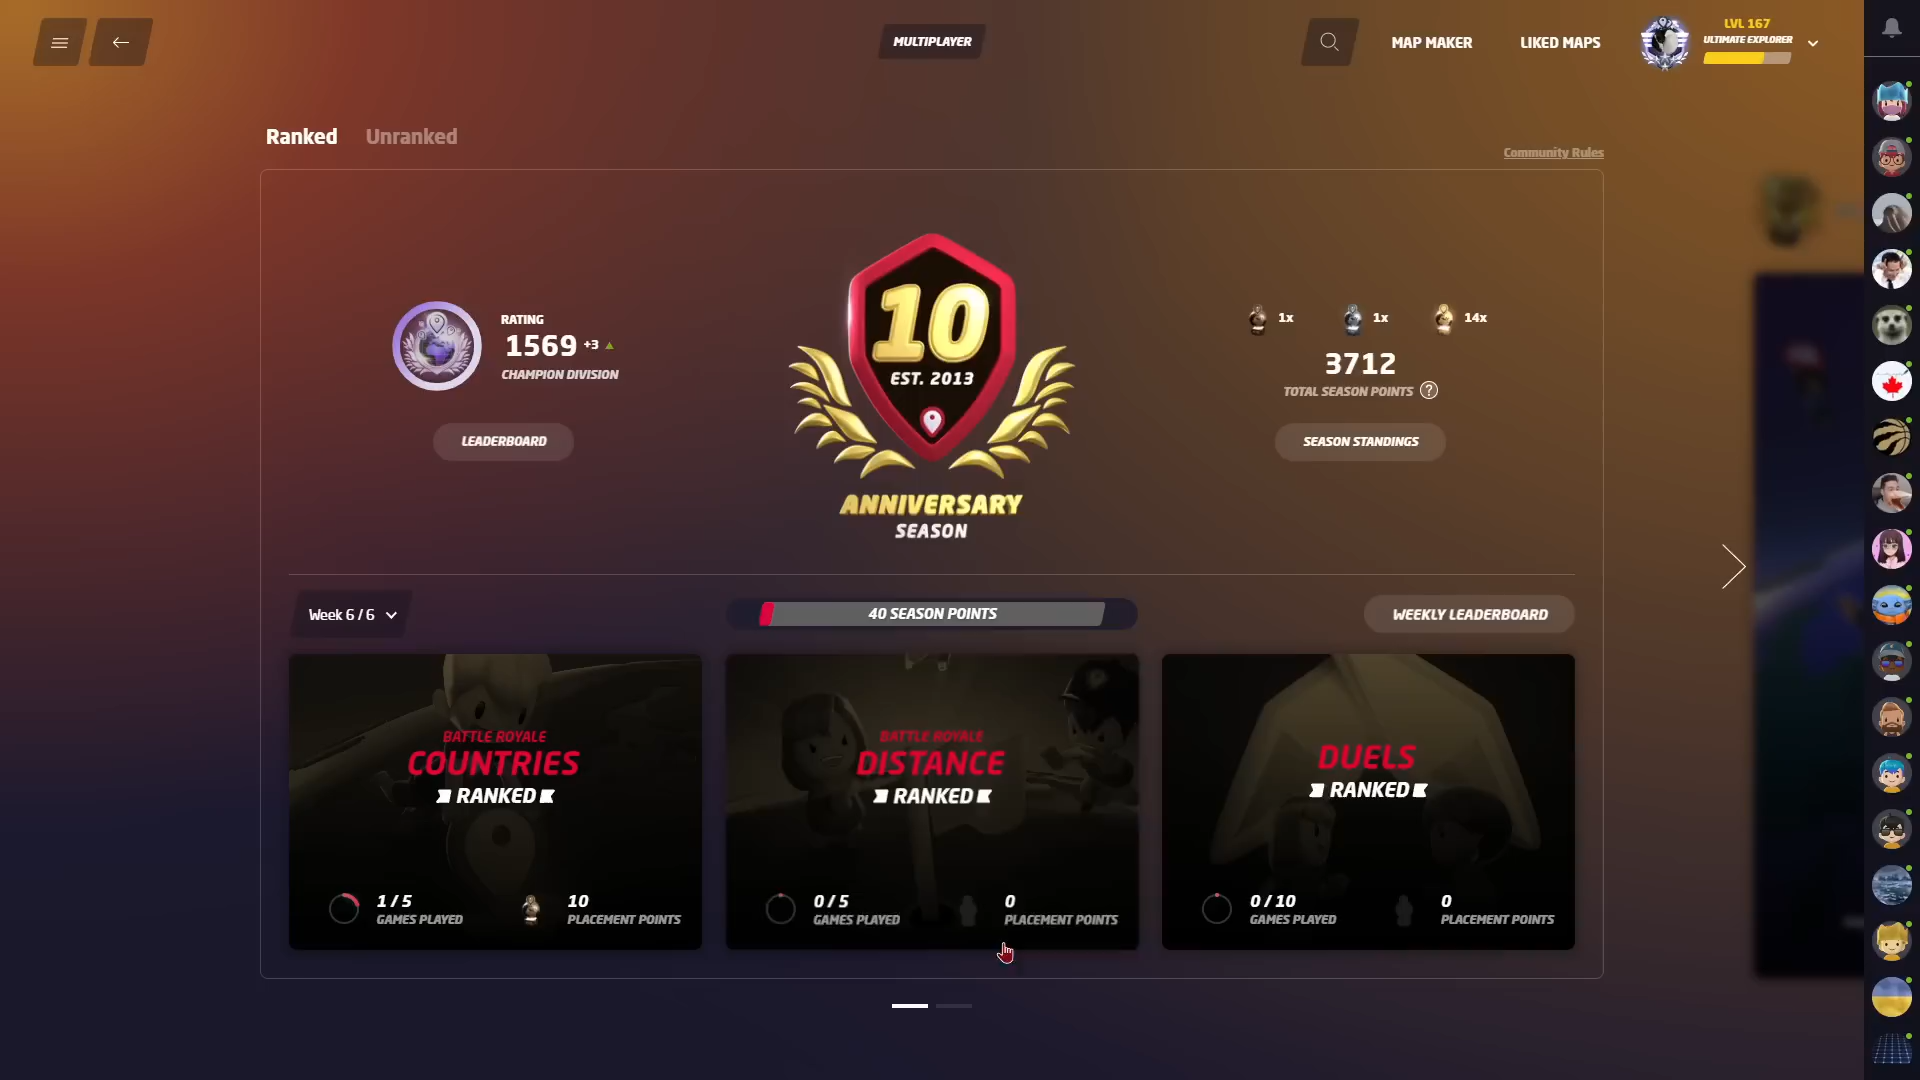 MULTIPLAYER
MAP MAKER
LIKED MAPS
LVL 167
ULTIMATE EXPLORER
Ranked
Unranked
Community Rules
RATING
1569 +3
CHAMPION DIVISION
LEADERBOARD
10
EST. 2013
ANNIVERSARY
SEASON
1x
1x
14x
3712
TOTAL SEASON POINTS ?
SEASON STANDINGS
Week 6 / 6
40 SEASON POINTS
WEEKLY LEADERBOARD
BATTLE ROYALE
COUNTRIES
RANKED
1 / 5
GAMES PLAYED
10
PLACEMENT POINTS
BATTLE ROYALE
DISTANCE
RANKED
0 / 5
GAMES PLAYED
0
PLACEMENT POINTS
DUELS
RANKED
0 / 10
GAMES PLAYED
0
PLACEMENT POINTS